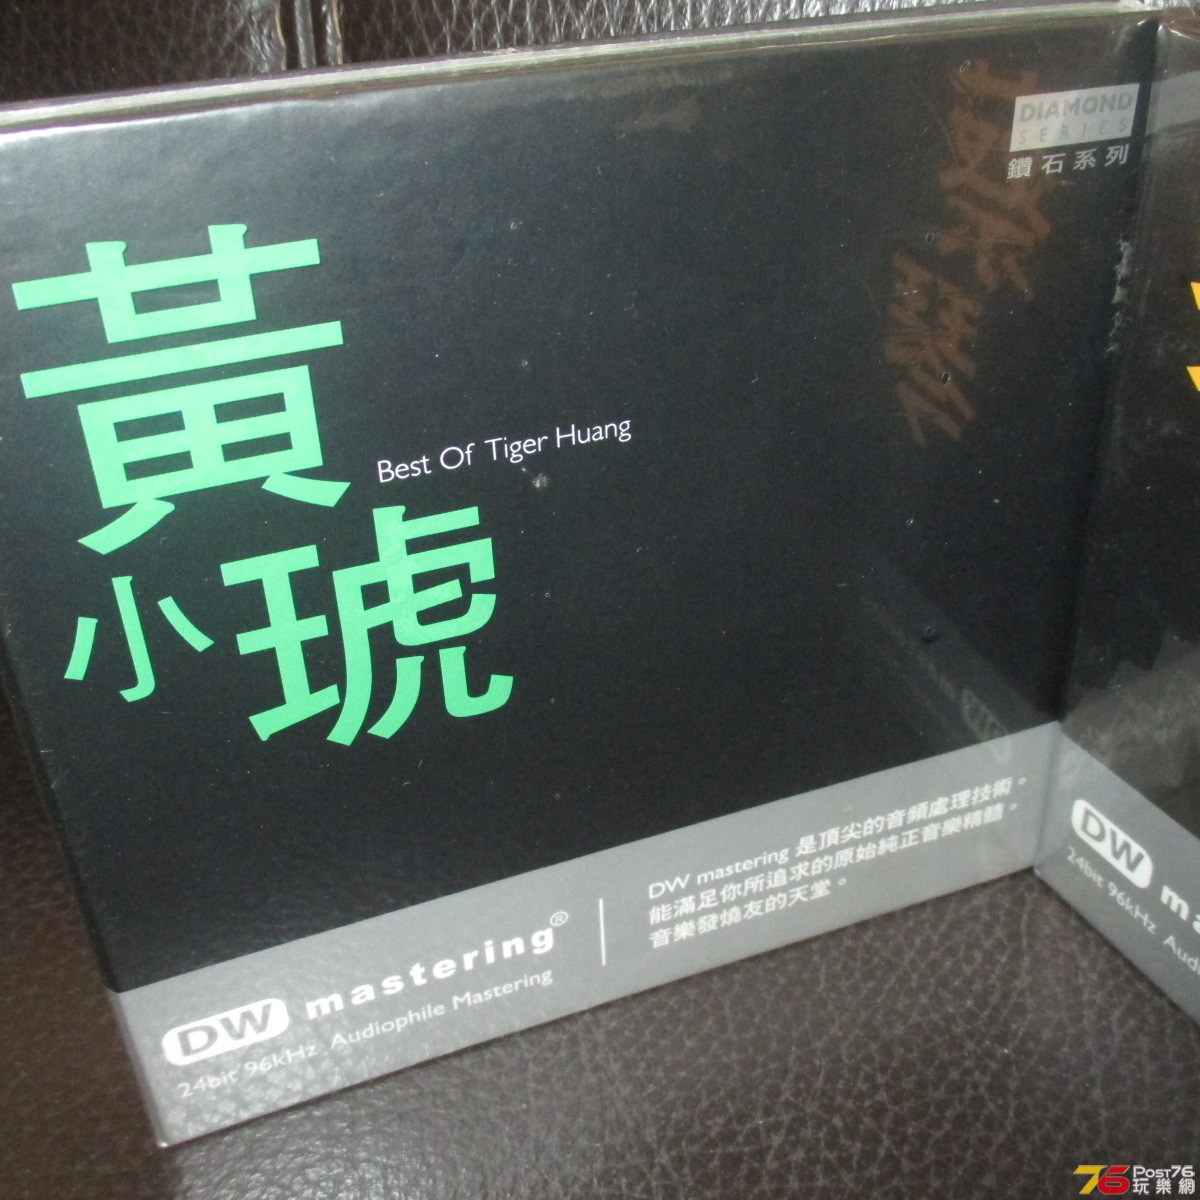 DIAMOND
SERIES
鑽石系列
黃
小琥
Best Of Tiger Huang
DW mastering®
24bit 96kHz Audiophile Mastering
DW mastering 是頂尖的音頻處理技術。
能滿足你所追求的原始純正音樂精髓。
音樂發燒友的天堂。
DW ma
24bit 96kHz Aud
76 Post76
玩樂網